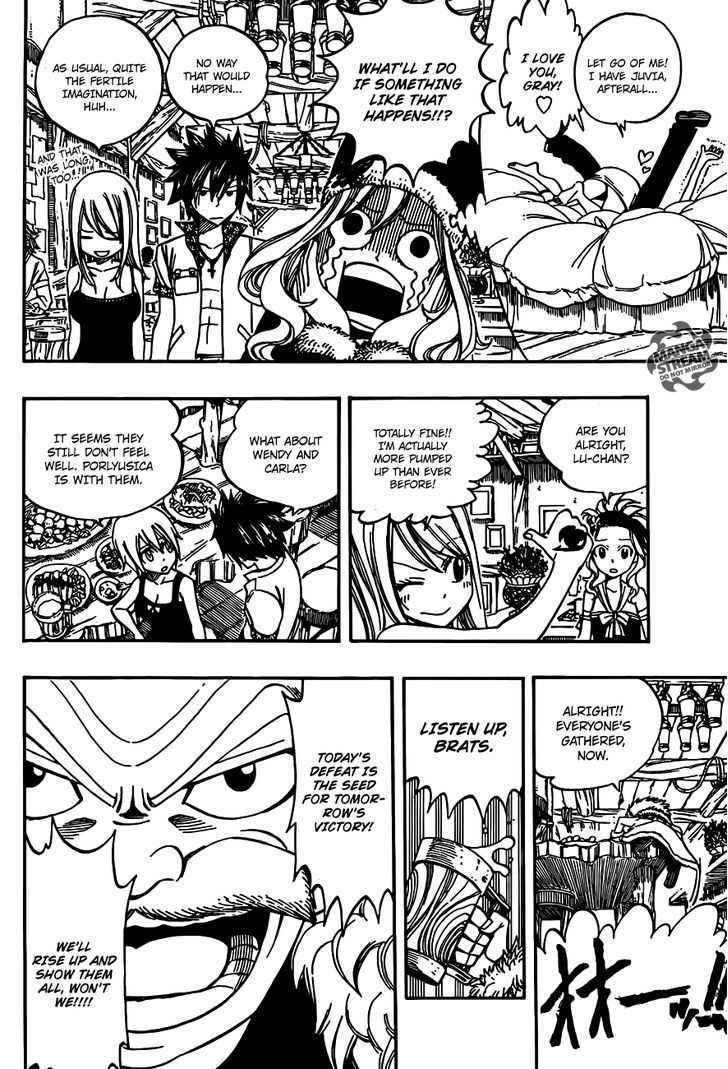 LET GO OF ME!
I HAVE JUVIA,
AFTERALL...
I LOVE
YOU,
GRAY!
♡
WHAT'LL I DO
IF SOMETHING
LIKE THAT
HAPPENS!!?
NO WAY
THAT WOULD
HAPPEN...
AS USUAL, QUITE
THE FERTILE
IMAGINATION,
HUH...
AND THAT
WAS LONG,
TOO!!
MANGA
STREAM
DO NOT MIRROR
ARE YOU
ALRIGHT,
LU-CHAN?
TOTALLY FINE!!
I'M ACTUALLY
MORE PUMPED
UP THAN EVER
BEFORE!
WHAT ABOUT
WENDY AND
CARLA?
IT SEEMS THEY
STILL DON'T FEEL
WELL. PORLYUSICA
IS WITH THEM.
ALRIGHT!!
EVERYONE'S
GATHERED,
NOW.
LISTEN UP,
BRATS.
TODAY'S
DEFEAT IS
THE SEED
FOR TOMOR-
ROW'S
VICTORY!
WE'LL
RISE UP AND
SHOW THEM
ALL, WON'T
WE!!!!